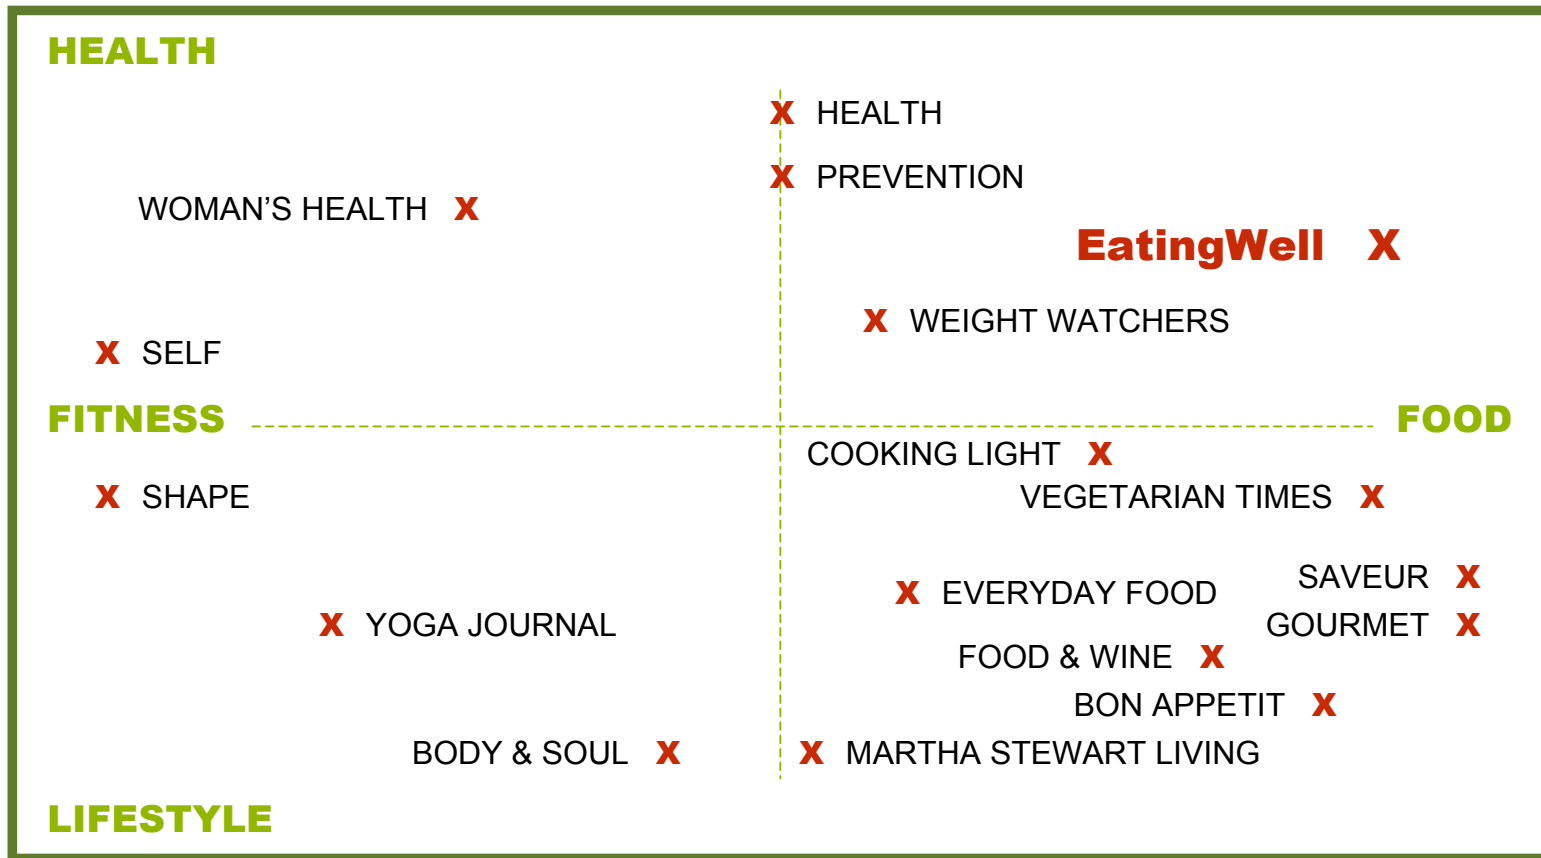 HEALTH
X HEALTH
X PREVENTION
WOMAN'S HEALTH X
EatingWell X
X WEIGHT WATCHERS
X SELF
FITNESS FOOD
COOKING LIGHT X
X SHAPE VEGETARIAN TIMES X
SAVEUR X
X EVERYDAY FOOD
X YOGA JOURNAL GOURMET X
FOOD & WINE X
BON APPETIT X
BODY & SOUL X X MARTHA STEWART LIVING
LIFESTYLE